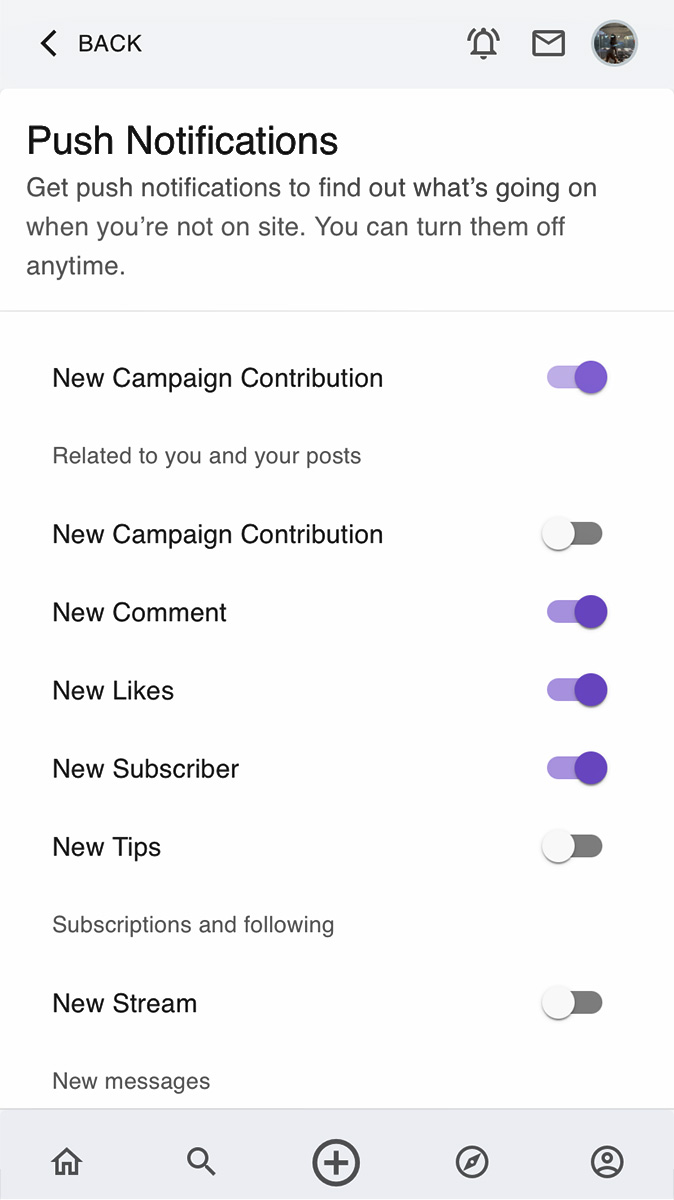 BACK
Push Notifications
Get push notifications to find out what’s going on
when you’re not on site. You can turn them off
anytime.
New Campaign Contribution
Related to you and your posts
New Campaign Contribution
New Comment
New Likes
New Subscriber
New Tips
Subscriptions and following
New Stream
New messages